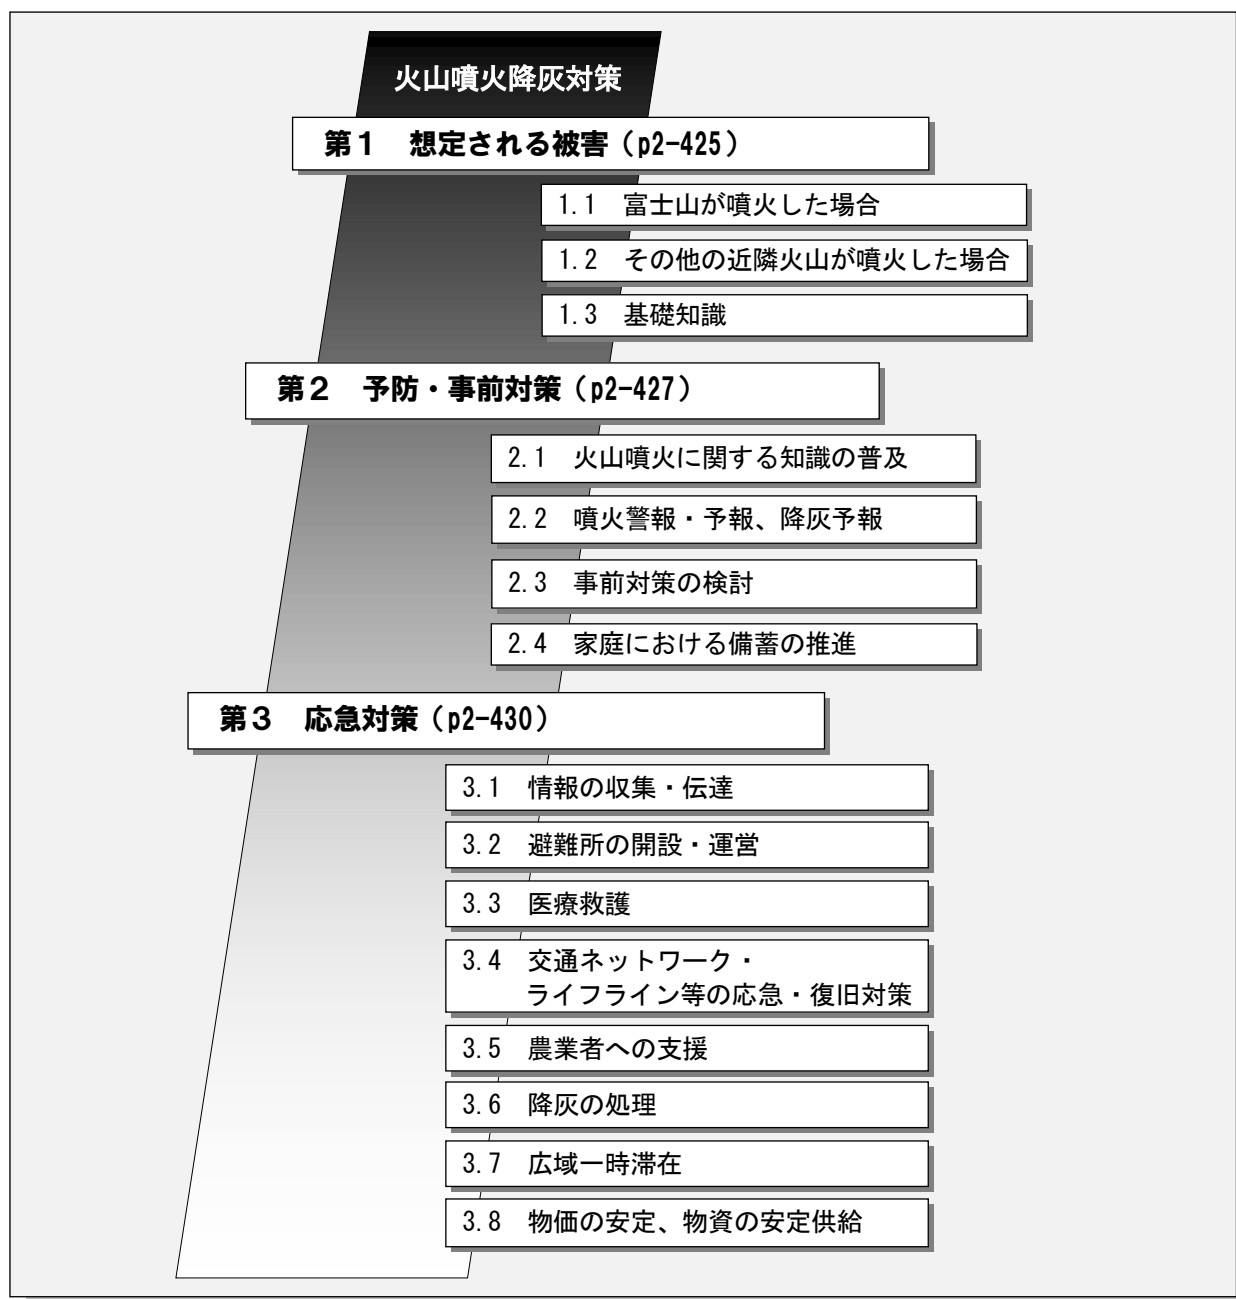 火山噴火降灰対策
第1　想定される被害（p2-425）
1.1　富士山が噴火した場合
1.2　その他の近隣火山が噴火した場合
1.3　基礎知識
第2　予防・事前対策（p2-427）
2.1　火山噴火に関する知識の普及
2.2　噴火警報・予報、降灰予報
2.3　事前対策の検討
2.4　家庭における備蓄の推進
第3　応急対策（p2-430）
3.1　情報の収集・伝達
3.2　避難所の開設・運営
3.3　医療救護
3.4　交通ネットワーク・
ライフライン等の応急・復旧対策
3.5　農業者への支援
3.6　降灰の処理
3.7　広域一時滞在
3.8　物価の安定、物資の安定供給